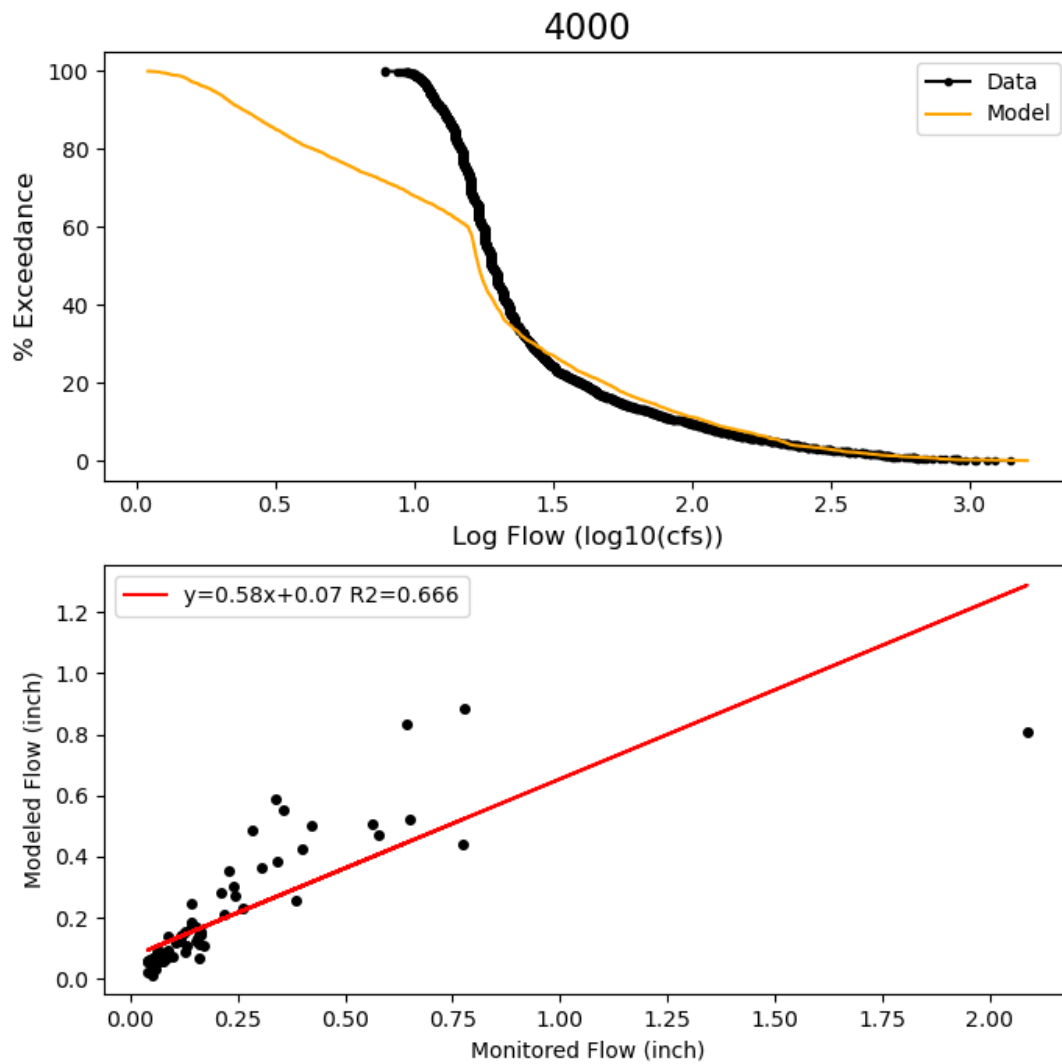 4000
100
80
60
40
20
0
% Exceedance
Data
Model
0.0 0.5 1.0 1.5 2.0 2.5 3.0
Log Flow (log10(cfs))
y=0.58x+0.07 R2=0.666
1.2
1.0
0.8
0.6
0.4
0.2
0.0
Modeled Flow (inch)
0.00 0.25 0.50 0.75 1.00 1.25 1.50 1.75 2.00
Monitored Flow (inch)